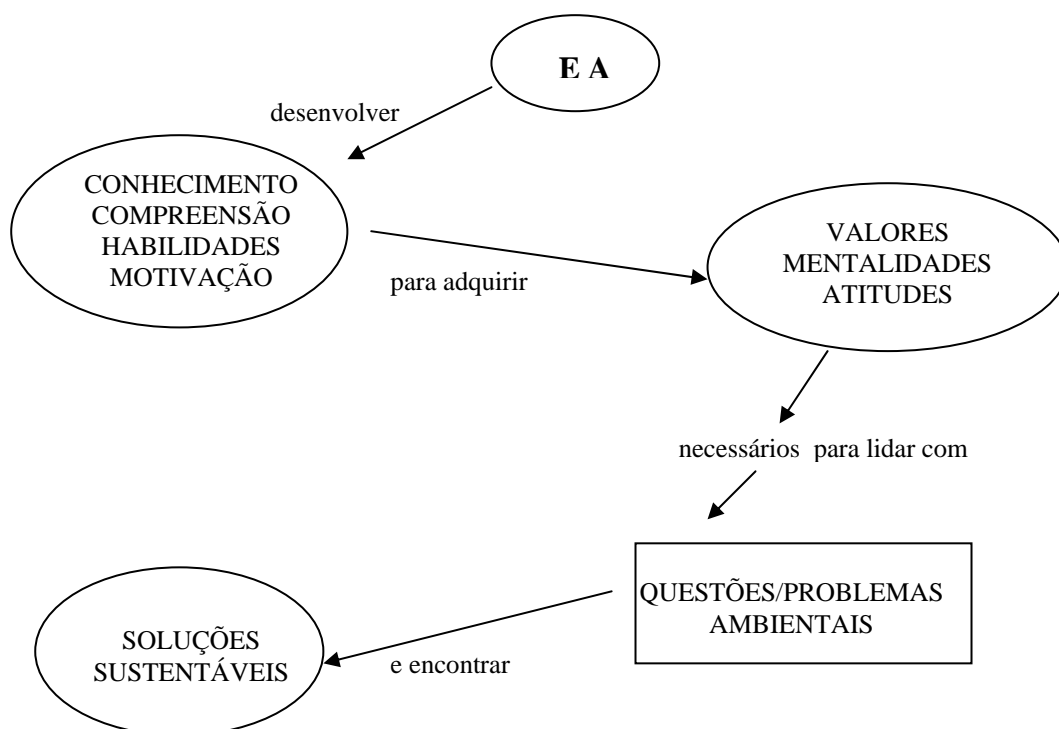 E A
desenvolver
CONHECIMENTO
COMPREENSÃO
HABILIDADES
MOTIVAÇÃO
para adquirir
VALORES
MENTALIDADES
ATITUDES
necessários para lidar com
QUESTÕES/PROBLEMAS
AMBIENTAIS
e encontrar
SOLUÇÕES
SUSTENTÁVEIS